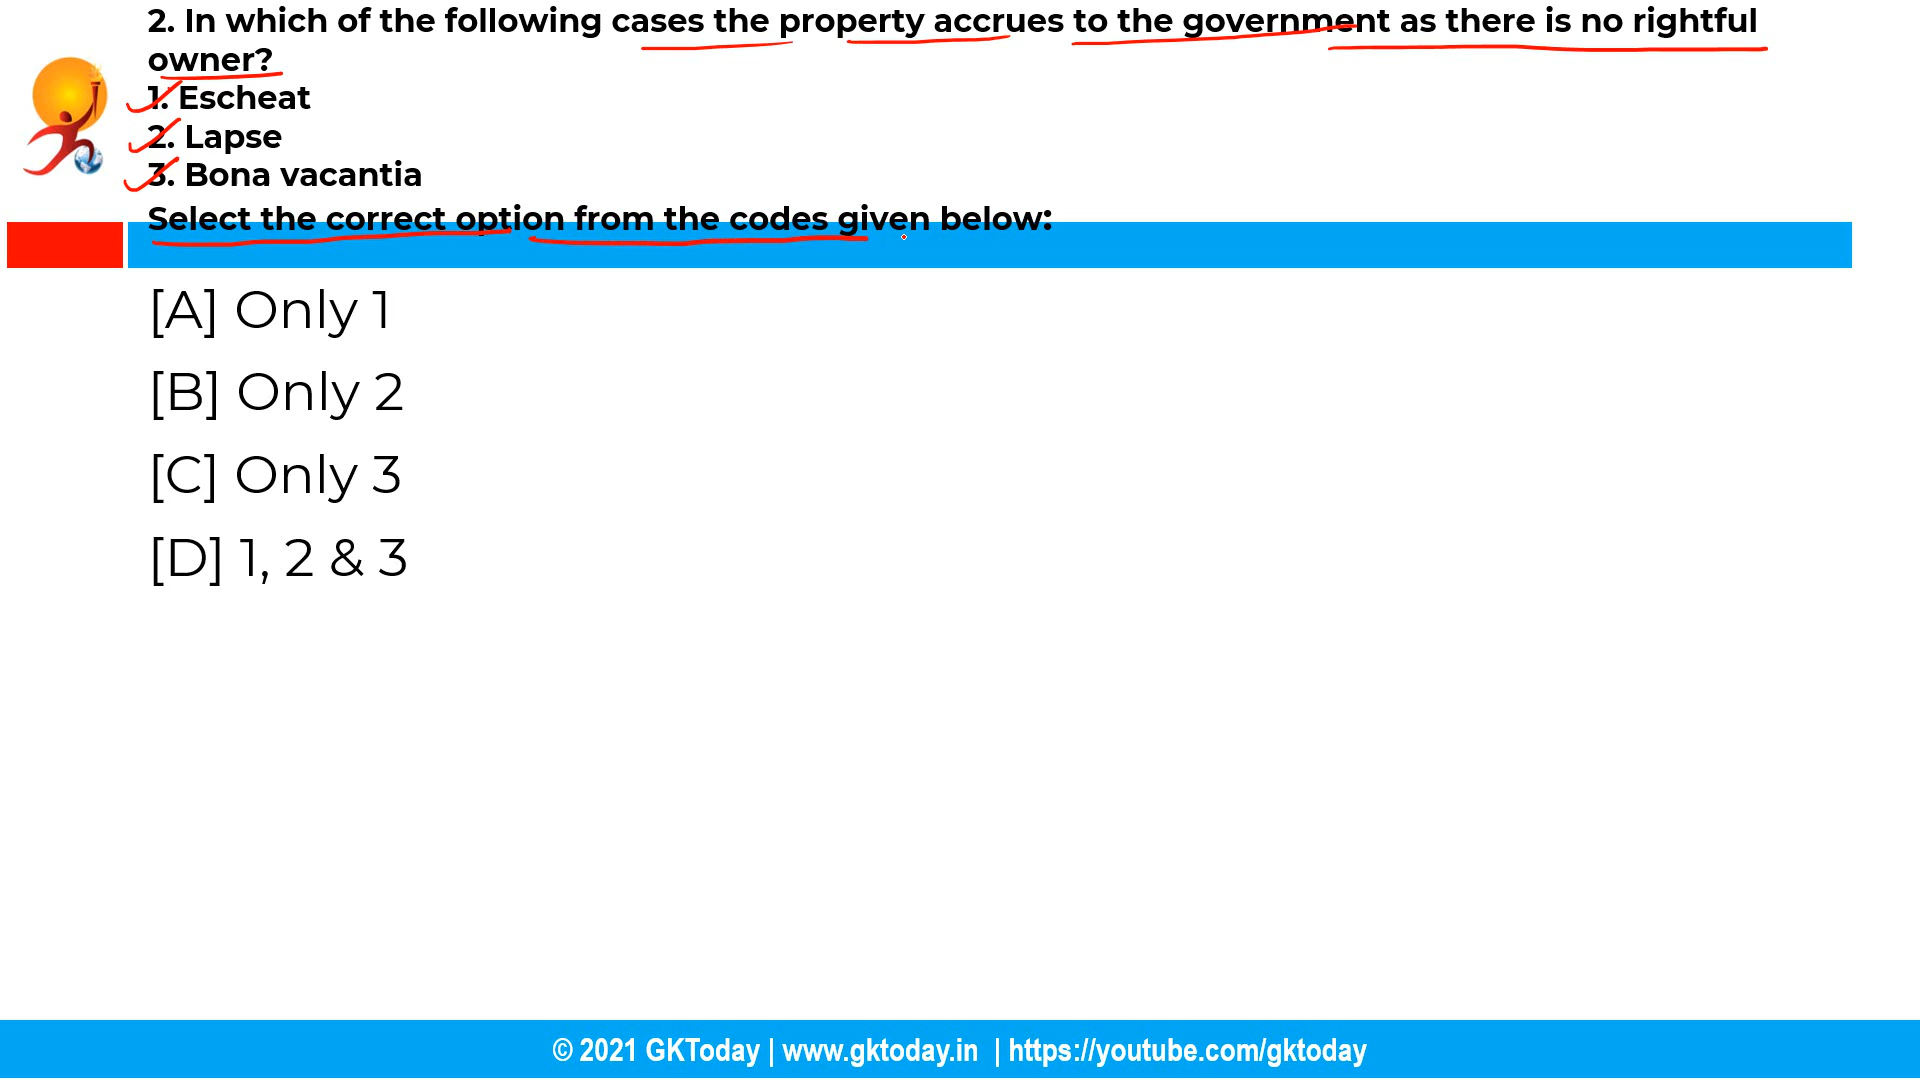 2. In which of the following cases the property accrues to the government as there is no rightful
owner?
1. Escheat
2. Lapse
3. Bona vacantia
Select the correct option from the codes given below:
[A] Only 1
[B] Only 2
[C] Only 3
[D] 1, 2 & 3
© 2021 GKToday | www.gktoday.in | https://youtube.com/gktoday